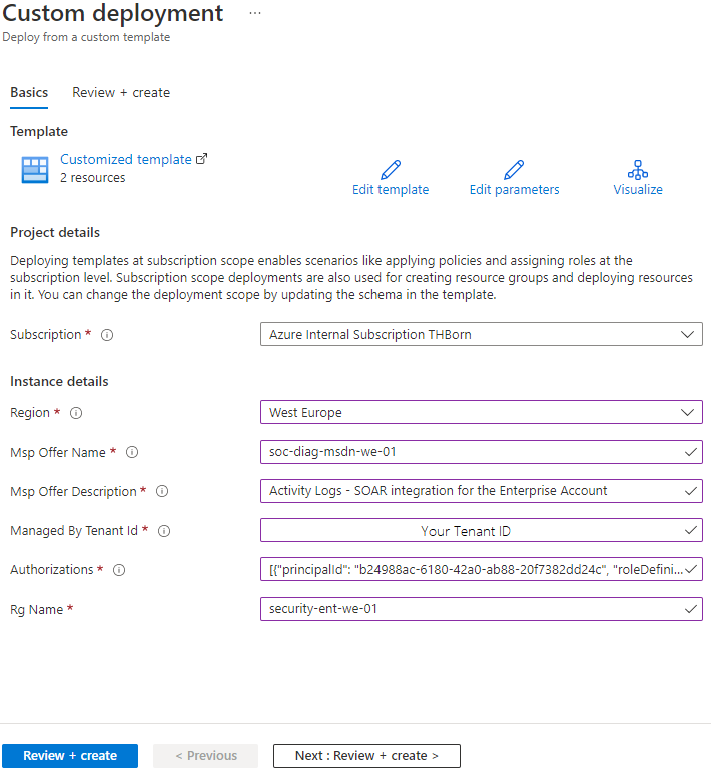 Custom deployment ...
Deploy from a custom template
Basics Review + create
Template
Customized template
2 resources
Edit template Edit parameters Visualize
Project details
Deploying templates at subscription scope enables scenarios like applying policies and assigning roles at the
subscription level. Subscription scope deployments are also used for creating resource groups and deploying resources
in it. You can change the deployment scope by updating the schema in the template.
Subscription * Azure Internal Subscription THBorn
Instance details
Region * West Europe
Msp Offer Name * soc-diag-msdn-we-01
Msp Offer Description * Activity Logs - SOAR integration for the Enterprise Account
Managed By Tenant Id * Your Tenant ID
Authorizations * [{"principalId": "b24988ac-6180-42a0-ab88-20f7382dd24c", "roleDefini...
Rg Name * security-ent-we-01
Review + create < Previous Next : Review + create >